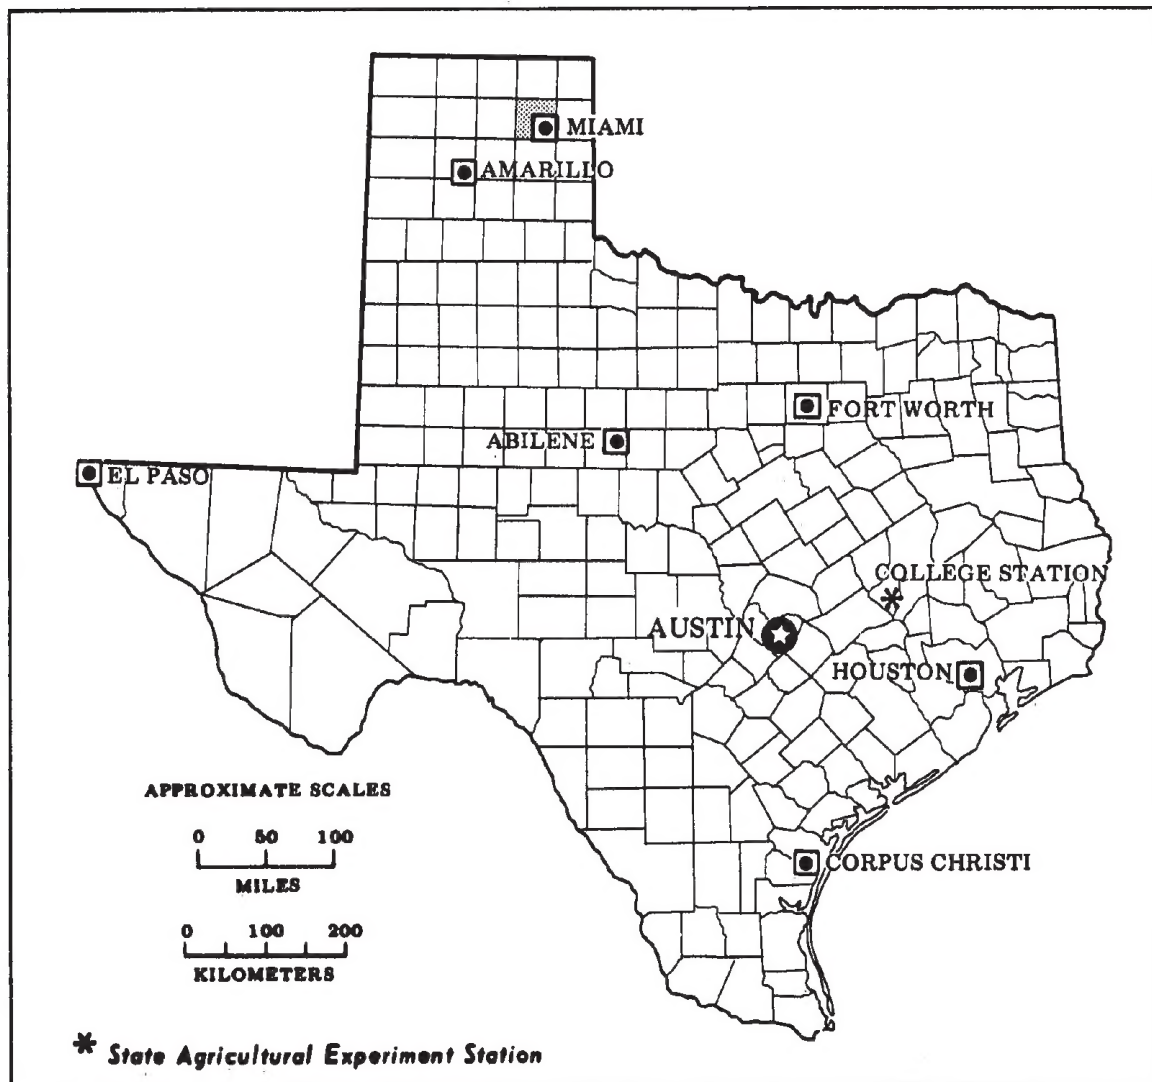 MIAMI
AMARILLO
FORT WORTH
ABILENE
EL PASO
COLLEGE STATION
*
AUSTIN
HOUSTON
APPROXIMATE SCALES
0 50 100
MILES
CORPUS CHRISTI
0 100 200
KILOMETERS
* State Agricultural Experiment Station